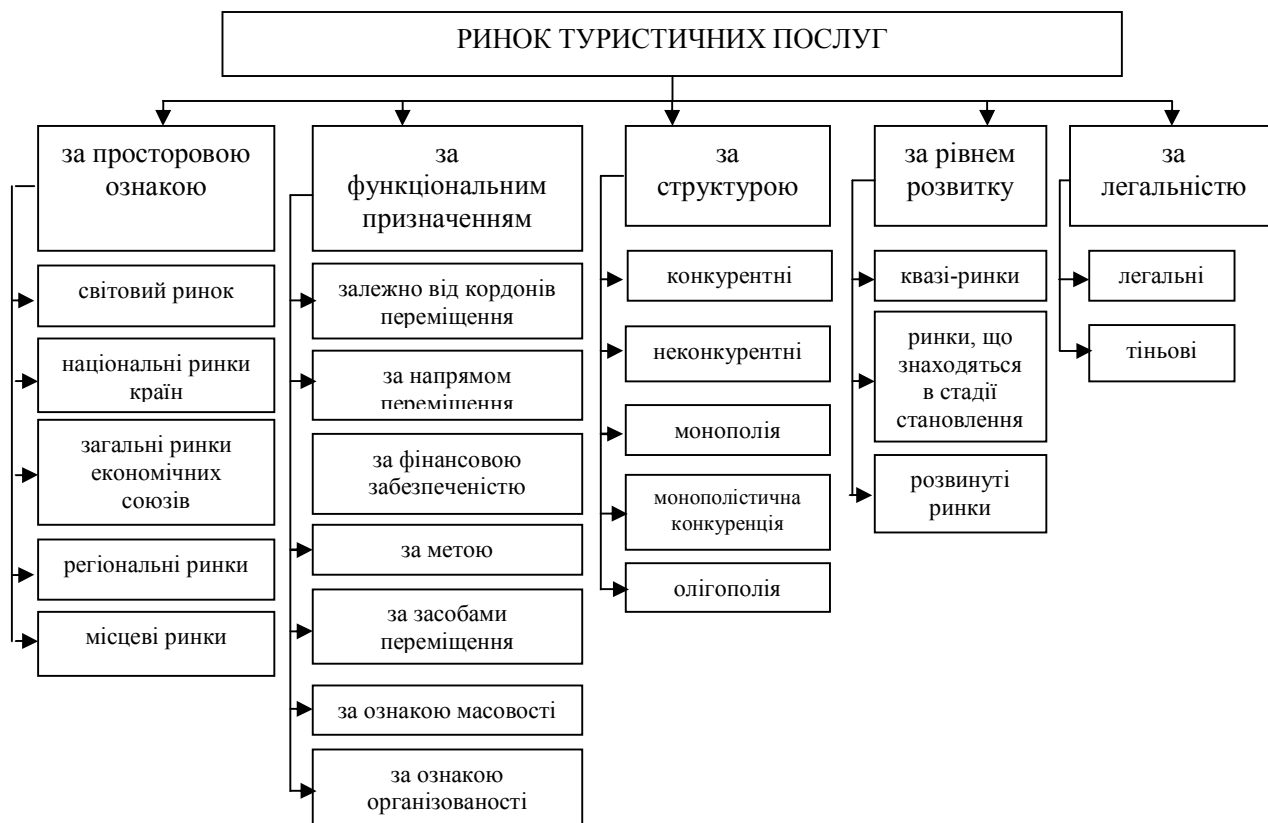 РИНОК ТУРИСТИЧНИХ ПОСЛУГ
за просторовою
ознакою
світовий ринок
національні ринки
країн
загальні ринки
економічних
союзів
регіональні ринки
місцеві ринки
за
функціональним
призначенням
залежно від кордонів
переміщення
за напрямом
переміщення
за фінансовою
забезпеченістю
за метою
за засобами
переміщення
за ознакою масовості
за ознакою
організованості
за
структурою
конкурентні
неконкурентні
монополія
монополістична
конкуренція
олігополія
за рівнем
розвитку
квазі-ринки
ринки, що
знаходяться
в стадії
становлення
розвинуті
ринки
за
легальністю
легальні
тіньові